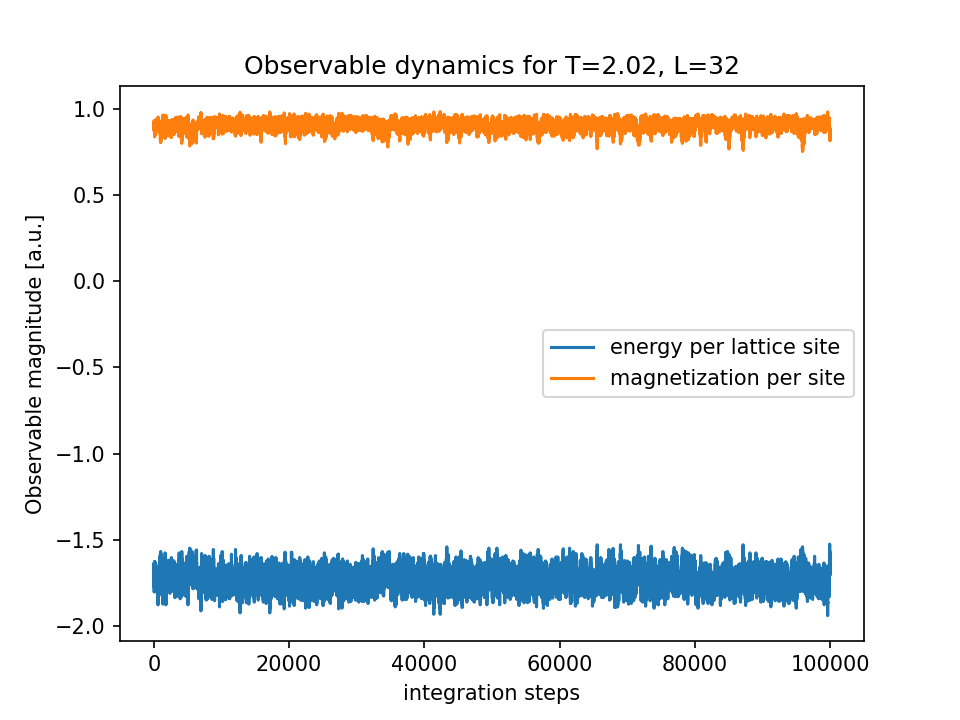 Observable dynamics for T=2.02, L=32
1.0
0.5
0.0
−0.5
−1.0
−1.5
−2.0
Observable magnitude [a.u.]
energy per lattice site
magnetization per site
0 20000 40000 60000 80000 100000
integration steps